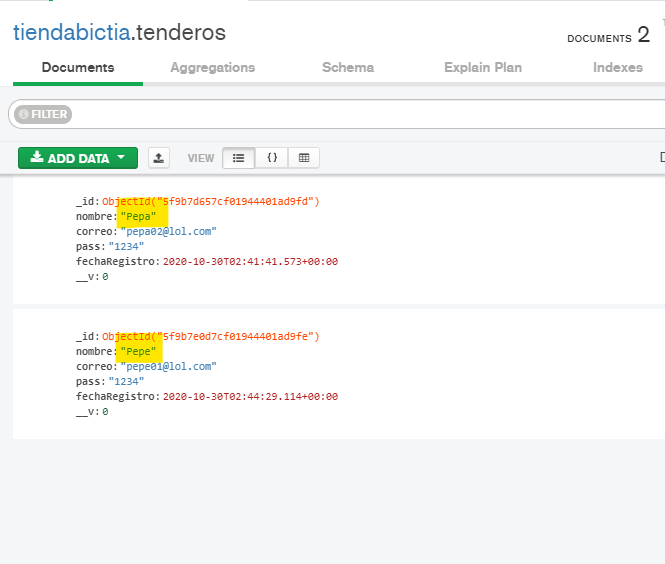 tiendabictia.tenderos
DOCUMENTS 2
Documents Aggregations Schema Explain Plan Indexes
FILTER
ADD DATA VIEW { }
_id: ObjectId("5f9b7d657cf01944401ad9fd")
nombre: "Pepa"
correo: "pepa02@lol.com"
pass: "1234"
fechaRegistro: 2020-10-30T02:41:41.573+00:00
__v: 0
_id: ObjectId("5f9b7e0d7cf01944401ad9fe")
nombre: "Pepe"
correo: "pepe01@lol.com"
pass: "1234"
fechaRegistro: 2020-10-30T02:44:29.114+00:00
__v: 0